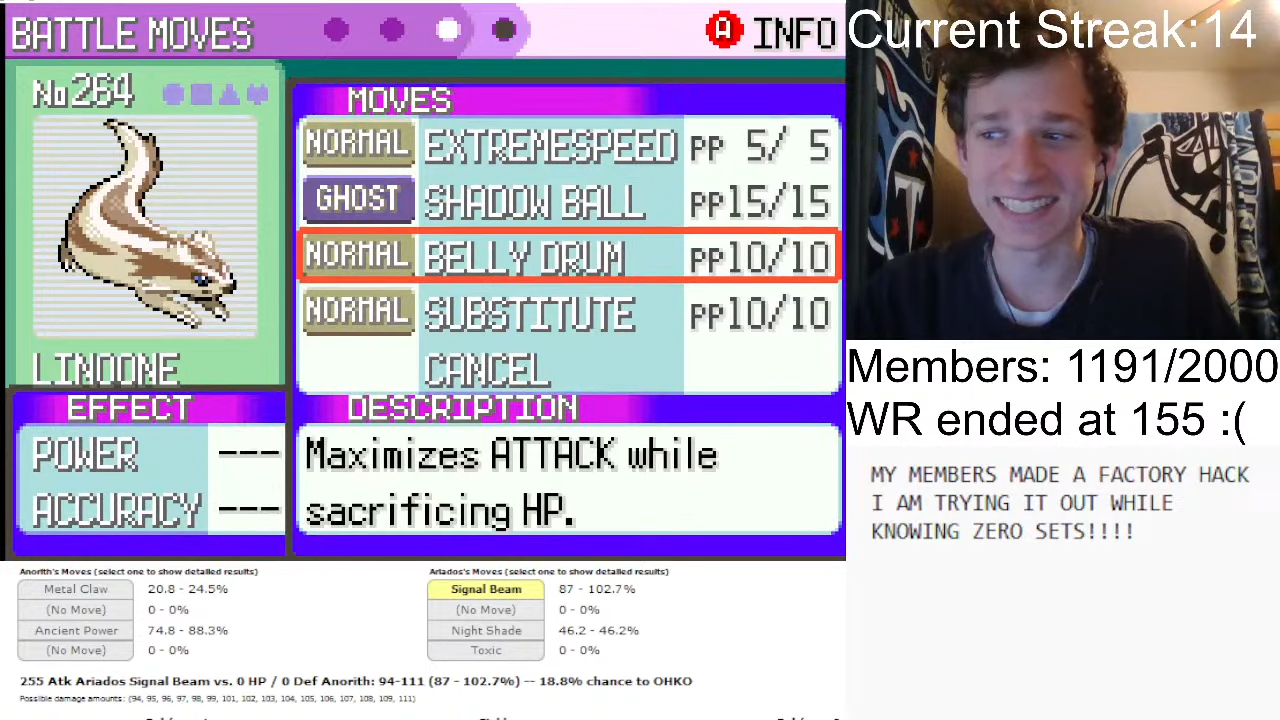 BATTLE MOVES
A INFO
No264
LINOONE
MOVES
NORMAL EXTREMESPEED PP 5/ 5
GHOST SHADOW BALL PP15/15
NORMAL BELLY DRUM PP10/10
NORMAL SUBSTITUTE PP10/10
CANCEL
EFFECT
POWER ---
ACCURACY ---
DESCRIPTION
Maximizes ATTACK while
sacrificing HP.
Current Streak:14
Members: 1191/2000
WR ended at 155 :(
MY MEMBERS MADE A FACTORY HACK
I AM TRYING IT OUT WHILE
KNOWING ZERO SETS!!!!
Anorith's Moves (select one to show detailed results)
Metal Claw 20.8 - 24.5%
(No Move) 0 - 0%
Ancient Power 74.8 - 88.3%
(No Move) 0 - 0%
Ariados's Moves (select one to show detailed results)
Signal Beam 87 - 102.7%
(No Move) 0 - 0%
Night Shade 46.2 - 46.2%
Toxic 0 - 0%
255 Atk Ariados Signal Beam vs. 0 HP / 0 Def Anorith: 94-111 (87 - 102.7%) -- 18.8% chance to OHKO
Possible damage amounts: (94, 95, 96, 97, 98, 99, 101, 102, 103, 104, 105, 106, 107, 108, 109, 111)